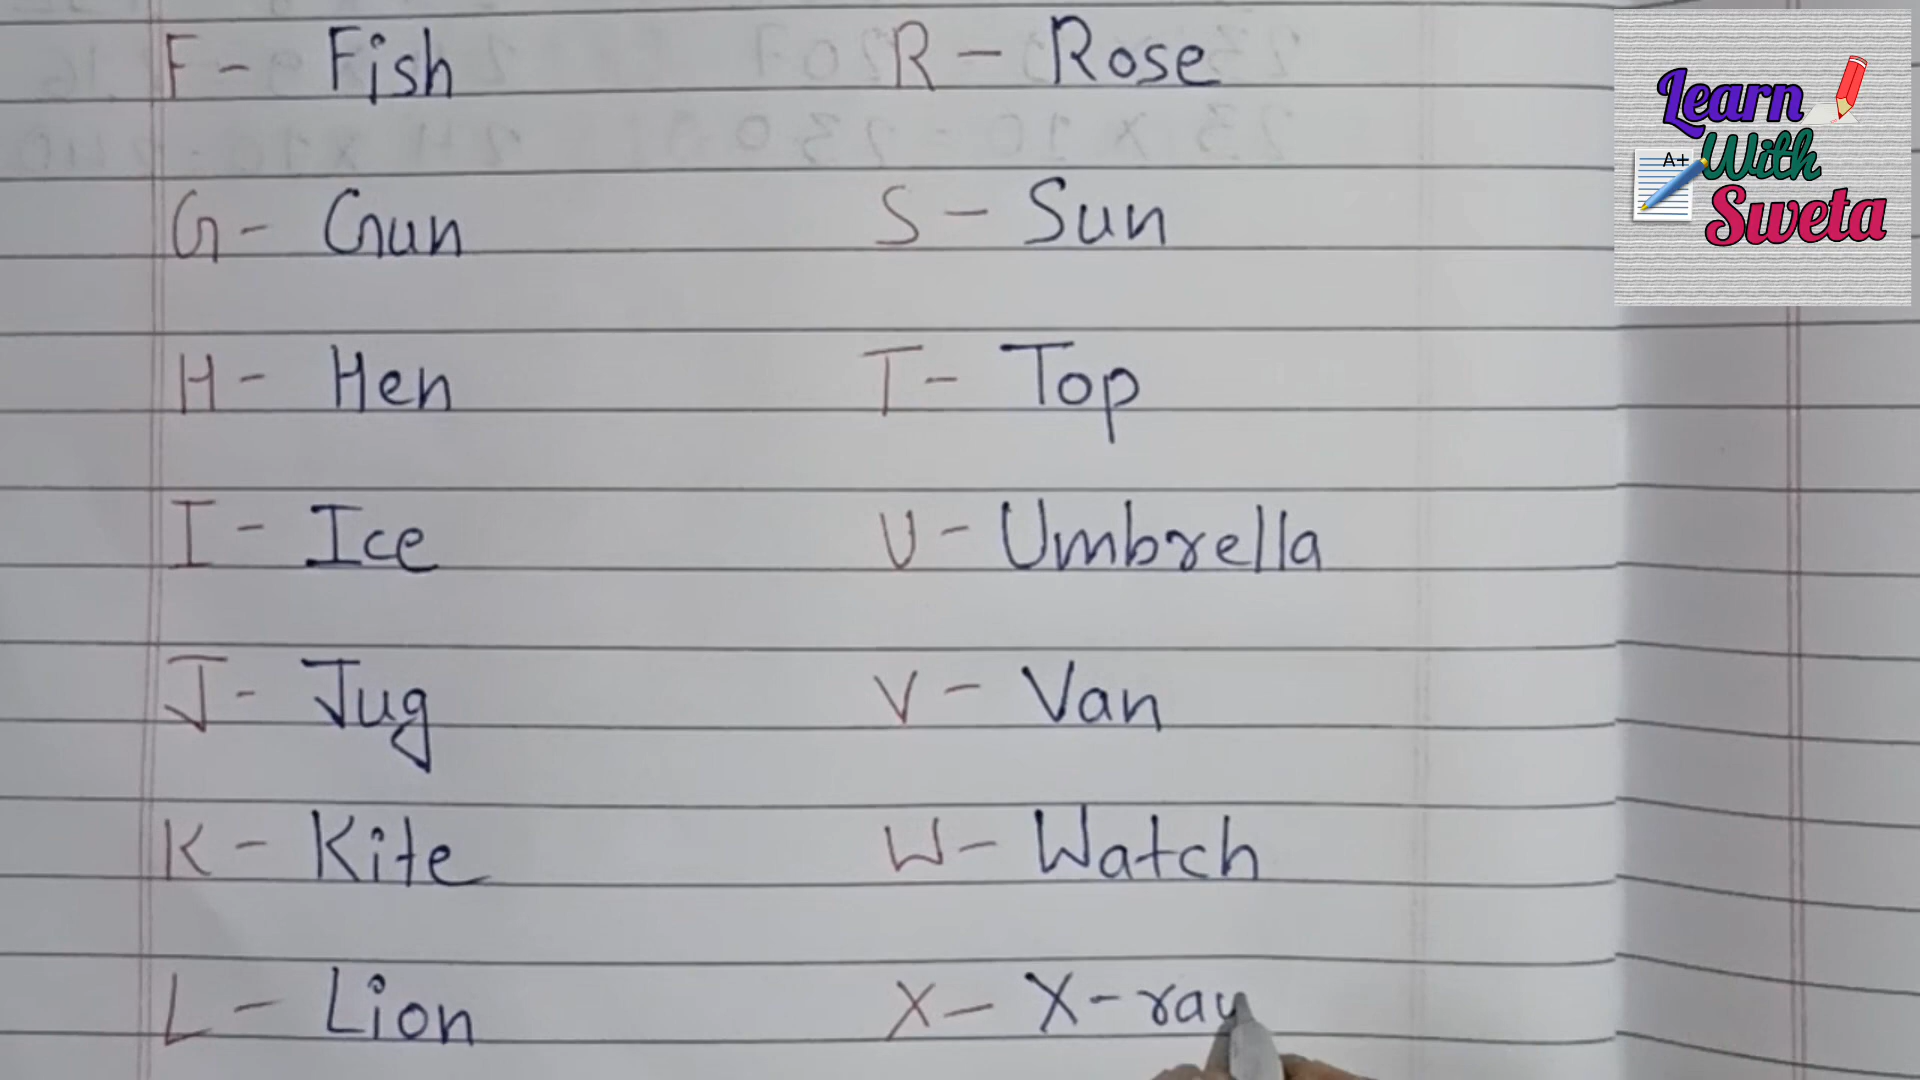 F - Fish
G - Gun
H - Hen
I - Ice
J - Jug
K - Kite
L - Lion
R - Rose
S - Sun
T - Top
U - Umbrella
V - Van
W - Watch
X - X-ray
Learn
With
A+
Sweta